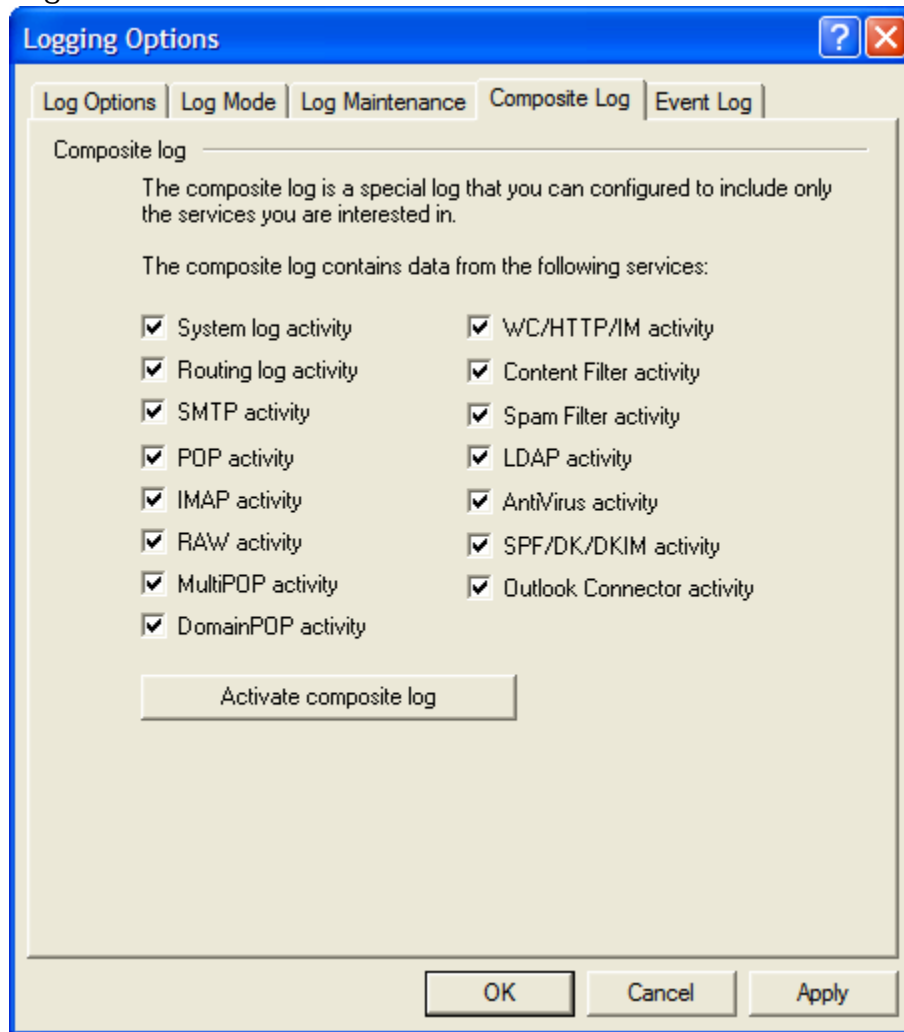 Logging Options
Log Options
Log Mode
Log Maintenance
Composite Log
Event Log
Composite log
The composite log is a special log that you can configured to include only
the services you are interested in.
The composite log contains data from the following services:
System log activity
Routing log activity
SMTP activity
POP activity
IMAP activity
RAW activity
MultiPOP activity
DomainPOP activity
WC/HTTP/IM activity
Content Filter activity
Spam Filter activity
LDAP activity
AntiVirus activity
SPF/DK/DKIM activity
Outlook Connector activity
Activate composite log
OK
Cancel
Apply